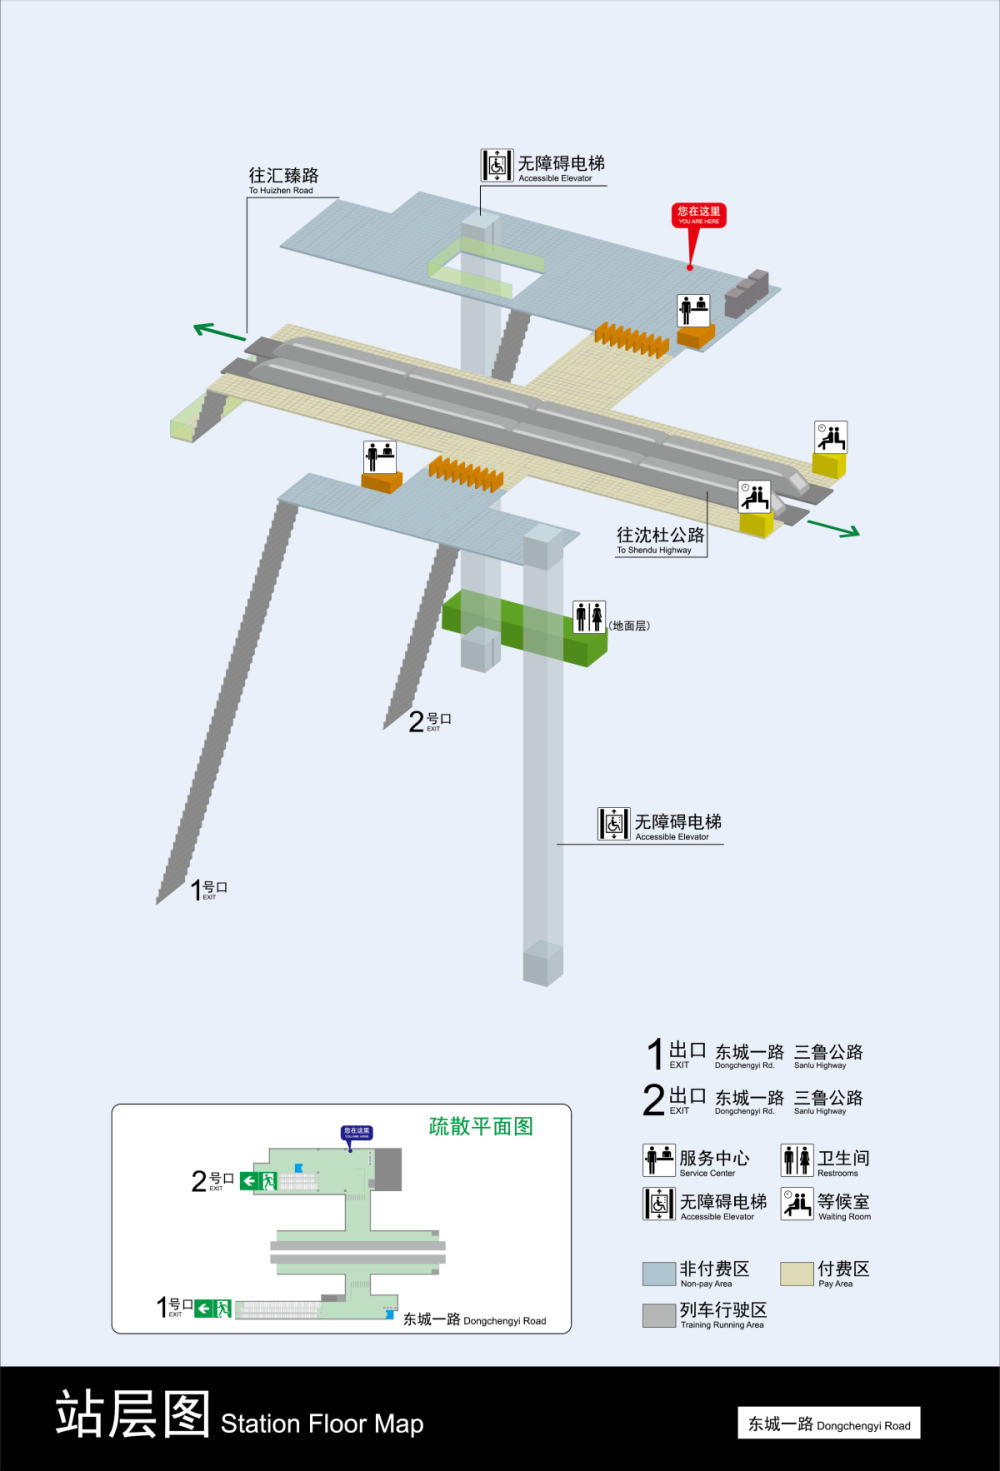 无障碍电梯
Accessible Elevator
往汇臻路
To Huizhen Road
您在这里
YOU ARE HERE
往沈杜公路
To Shendu Highway
(地面层)
2号口
EXIT
无障碍电梯
Accessible Elevator
1号口
EXIT
1 出口 东城一路 三鲁公路
EXIT Dongchengyi Rd. Sanlu Highway
2 出口 东城一路 三鲁公路
EXIT Dongchengyi Rd. Sanlu Highway
疏散平面图
您在这里
YOU ARE HERE
2号口
EXIT
1号口
EXIT
东城一路 Dongchengyi Road
服务中心
Service Center
卫生间
Restrooms
无障碍电梯
Accessible Elevator
等候室
Waiting Room
非付费区
Non-pay Area
付费区
Pay Area
列车行驶区
Training Running Area
站层图 Station Floor Map
东城一路 Dongchengyi Road